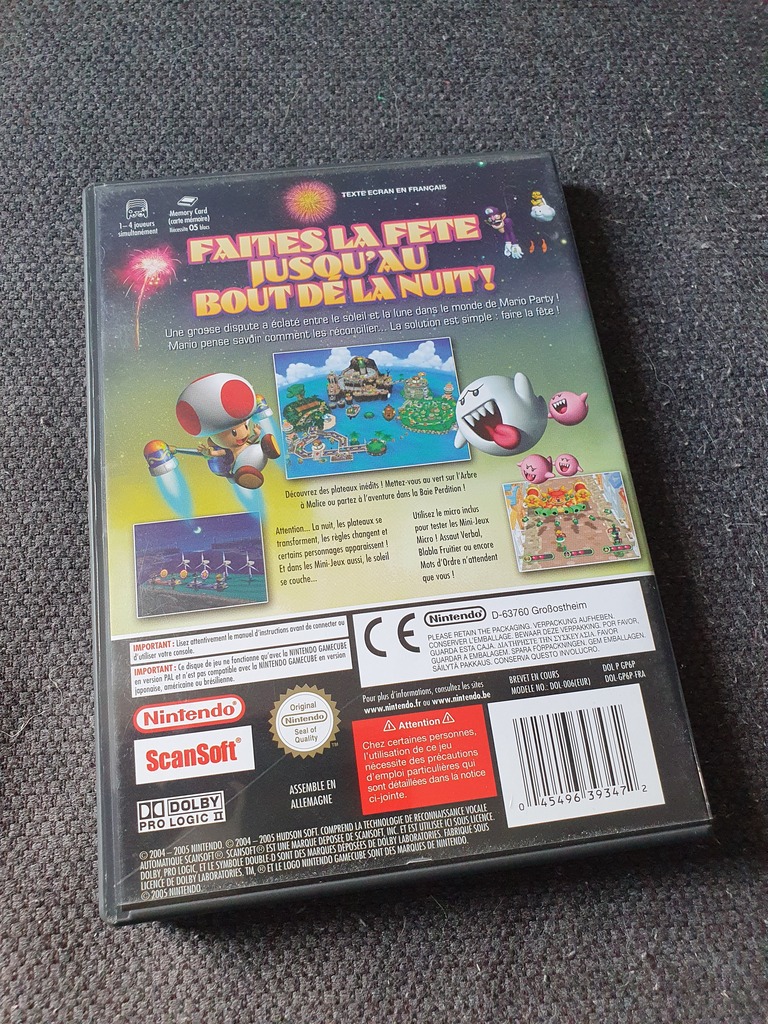 TEXTE ECRAN EN FRANÇAIS
1-4 joueurs
simultanément
Memory Card
(carte mémoire)
Nécessite 05 blocs
FAITES LA FETE
JUSQU'AU
BOUT DE LA NUIT !
Une grosse dispute a éclaté entre le soleil et la lune dans le monde de Mario Party !
Mario pense savoir comment les réconcilier... La solution est simple : faire la fête !
Découvrez des plateaux inédits ! Mettez-vous au vert sur l'Arbre
à Malice ou partez à l'aventure dans la Baie Perdition !
Attention... La nuit, les plateaux se
transforment, les règles changent et
certains personnages apparaissent !
Et dans les Mini-Jeux aussi, le soleil
se couche...
Utilisez le micro inclus
pour tester les Mini-Jeux
Micro ! Assaut Verbal,
Blabla Fruitier ou encore
Mots d'Ordre n'attendent
que vous !
IMPORTANT : Lisez attentivement le manuel d'instructions avant de connecter ou
d'utiliser votre console.
IMPORTANT : Ce disque de jeu ne fonctionne qu'avec la NINTENDO GAMECUBE
en version PAL et n'est pas compatible avec la NINTENDO GAMECUBE en version
japonaise, américaine ou brésilienne.
CE
Nintendo
D-63760 Großostheim
PLEASE RETAIN THE PACKAGING. VERPACKUNG AUFHEBEN.
CONSERVER L'EMBALLAGE. BEWAAR DEZE VERPAKKING. POR FAVOR,
GUARDA ESTA CAJA. ΔΙΑΤΗΡΗΣΤΕ ΤΗΝ ΣΥΣΚΕΥΑΣΙΑ. FAVOR
GUARDAR A EMBALAGEM. SPARA FÖRPACKNINGEN. GEM EMBALLAGEN.
SÄILYTÄ PAKKAUS. CONSERVA QUESTO INVOLUCRO.
Nintendo
ScanSoft
Original
Nintendo
Seal of
Quality
TM
Pour plus d'informations, consultez les sites
www.nintendo.fr ou www.nintendo.be
BREVET EN COURS
MODELE NO.: DOL-006(EUR)
DOL P GP6P
DOL-GP6P-FRA
Attention
Chez certaines personnes,
l'utilisation de ce jeu
nécessite des précautions
d'emploi particulières qui
sont détaillées dans la notice
ci-jointe.
ASSEMBLE EN
ALLEMAGNE
DOLBY
PRO LOGIC II
0 45496 39347 2
© 2004 – 2005 NINTENDO. © 2004 – 2005 HUDSON SOFT. COMPREND LA TECHNOLOGIE DE RECONNAISSANCE VOCALE
AUTOMATIQUE SCANSOFT®. SCANSOFT® EST UNE MARQUE DEPOSEE DE SCANSOFT, INC. ET EST UTILISEE ICI SOUS LICENCE.
DOLBY, PRO LOGIC, ET LE SYMBOLE DOUBLE-D SONT DES MARQUES DÉPOSÉES DE DOLBY LABORATORIES. FABRIQUE SOUS
LICENCE DE DOLBY LABORATORIES. TM, ® ET LE LOGO NINTENDO GAMECUBE SONT DES MARQUES DE NINTENDO.
© 2005 NINTENDO.